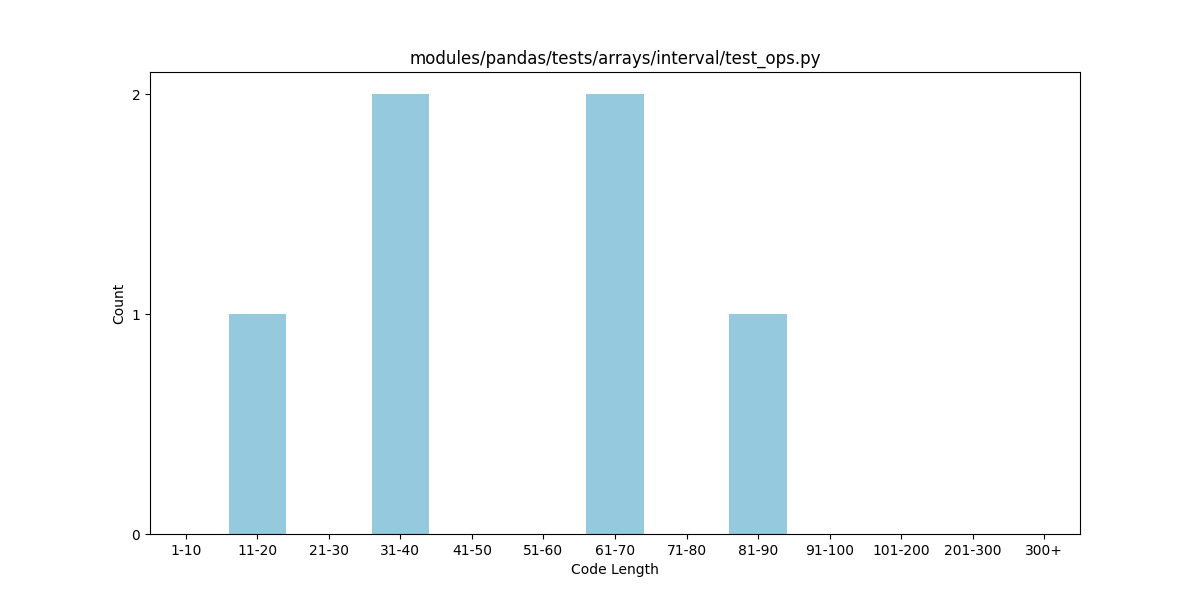 modules/pandas/tests/arrays/interval/test_ops.py
2
1
0
Count
1-10 11-20 21-30 31-40 41-50 51-60 61-70 71-80 81-90 91-100 101-200 201-300 300+
Code Length